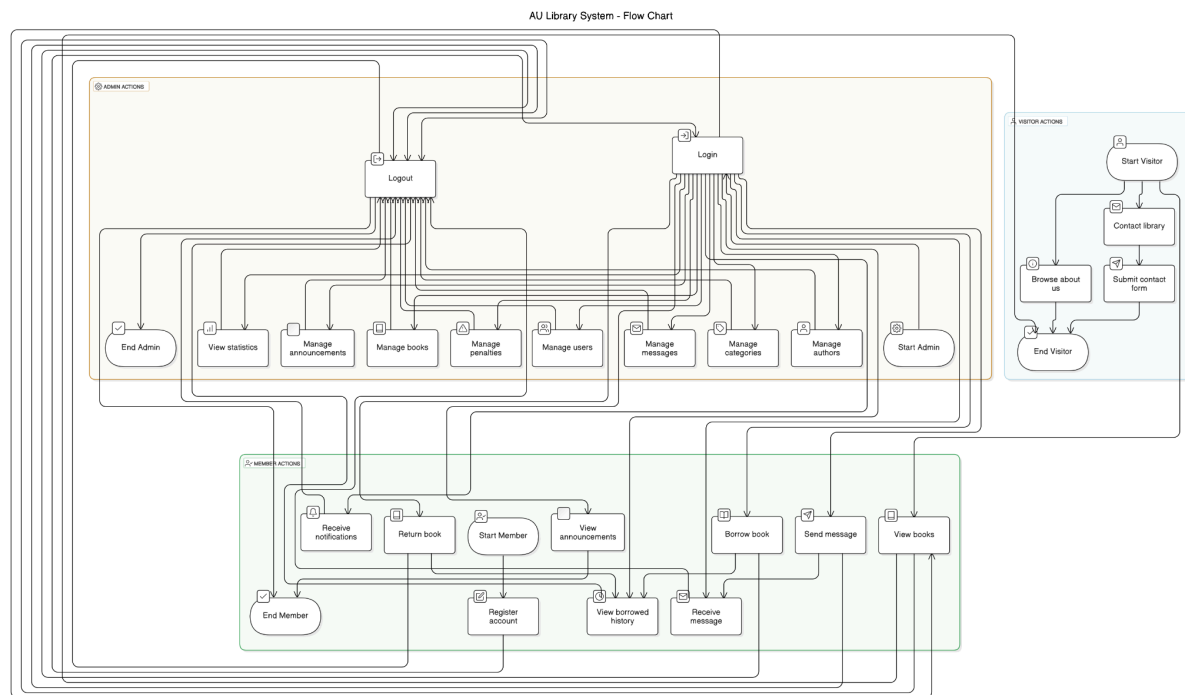 AU Library System - Flow Chart
ADMIN ACTIONS
VISITOR ACTIONS
Login
Start Visitor
Logout
Contact library
Browse about
us
Submit contact
form
End Admin
View statistics
Manage
announcements
Manage books
Manage
penalties
Manage users
Manage
messages
Manage
categories
Manage
authors
Start Admin
End Visitor
MEMBER ACTIONS
Receive
notifications
Return book
Start Member
View
announcements
Borrow book
Send message
View books
End Member
Register
account
View borrowed
history
Receive
message